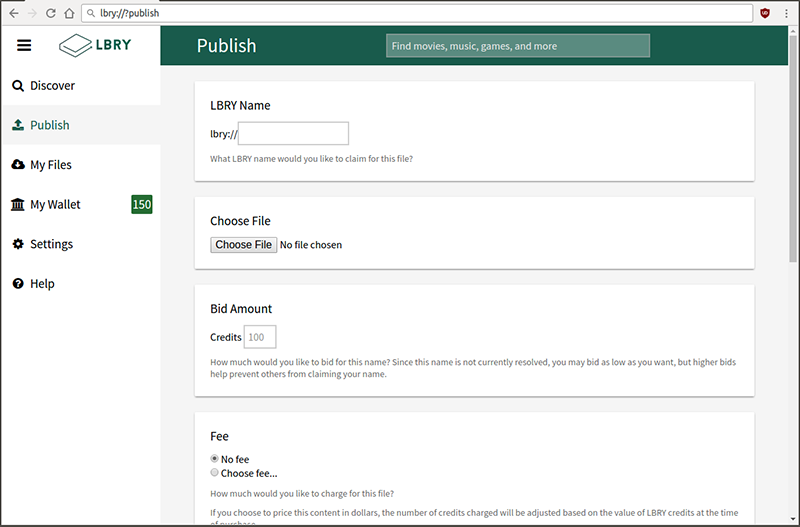 lbry://?publish
LBRY
Publish
Find movies, music, games, and more
Discover
Publish
My Files
My Wallet
150
Settings
Help
LBRY Name
lbry://
What LBRY name would you like to claim for this file?
Choose File
Choose File No file chosen
Bid Amount
Credits 100
How much would you like to bid for this name? Since this name is not currently resolved, you may bid as low as you want, but higher bids
help prevent others from claiming your name.
Fee
No fee
Choose fee...
How much would you like to charge for this file?
If you choose to price this content in dollars, the number of credits charged will be adjusted based on the value of LBRY credits at the time
of purchase.